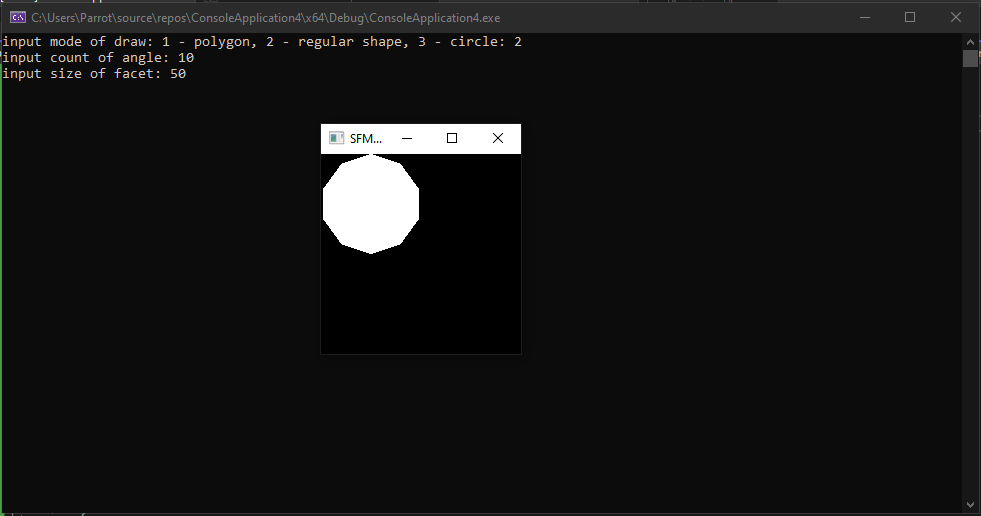 C:\Users\Parrot\source\repos\ConsoleApplication4\x64\Debug\ConsoleApplication4.exe
input mode of draw: 1 - polygon, 2 - regular shape, 3 - circle: 2
input count of angle: 10
input size of facet: 50
SFM...